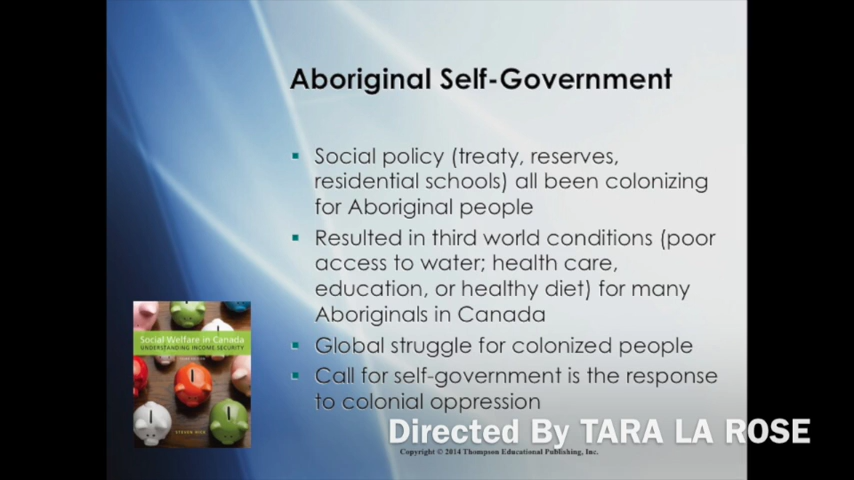 Aboriginal Self-Government
Social policy (treaty, reserves,
residential schools) all been colonizing
for Aboriginal people
Resulted in third world conditions (poor
access to water; health care,
education, or healthy diet) for many
Aboriginals in Canada
Global struggle for colonized people
Call for self-government is the response
to colonial oppression
Social Welfare in Canada
UNDERSTANDING INCOME SECURITY
Directed By TARA LA ROSE
Copyright © 2014 Thompson Educational Publishing, Inc.